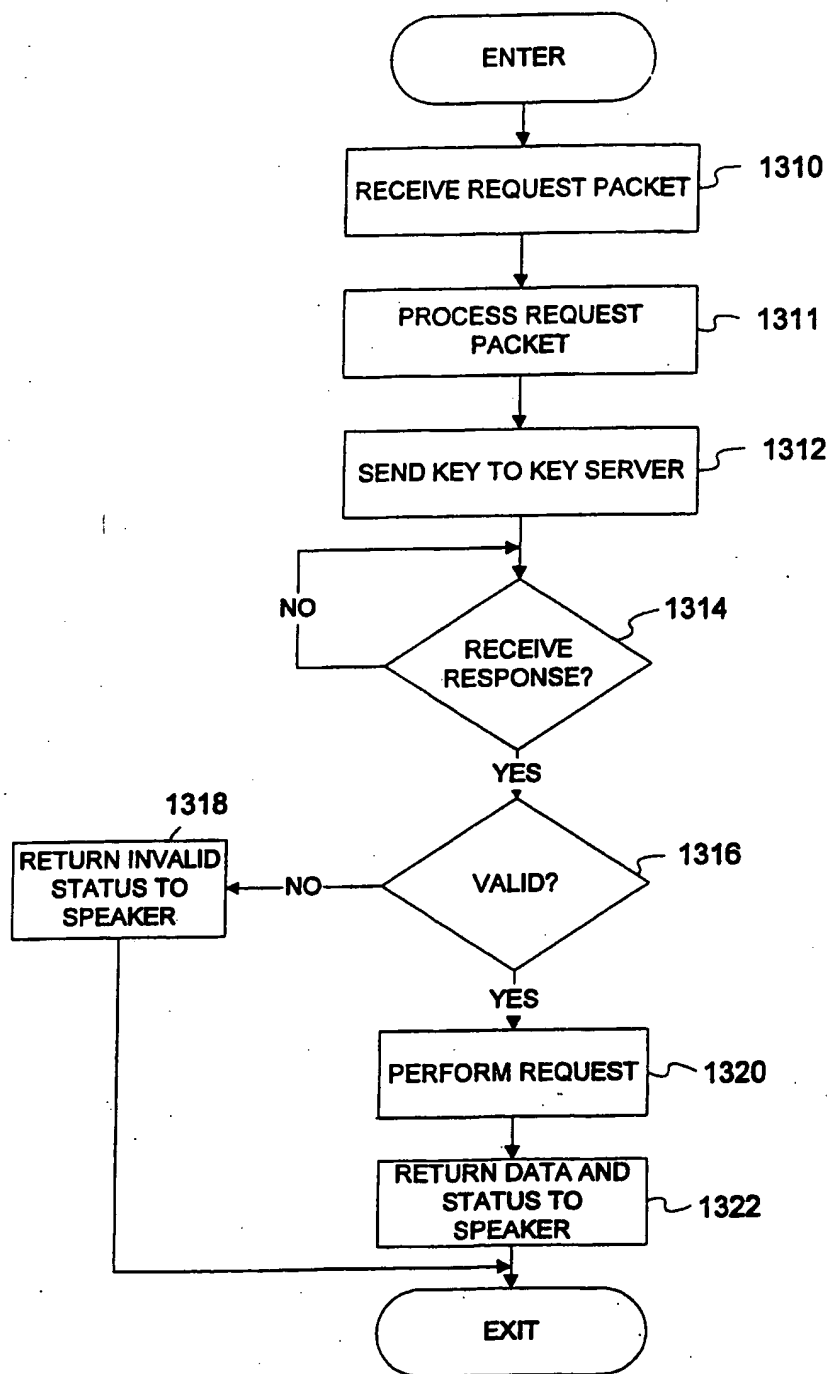 ENTER
RECEIVE REQUEST PACKET
1310
PROCESS REQUEST
PACKET
1311
SEND KEY TO KEY SERVER
1312
NO
RECEIVE
RESPONSE?
1314
YES
1318
RETURN INVALID
STATUS TO
SPEAKER
NO
VALID?
1316
YES
PERFORM REQUEST
1320
RETURN DATA AND
STATUS TO
SPEAKER
1322
EXIT